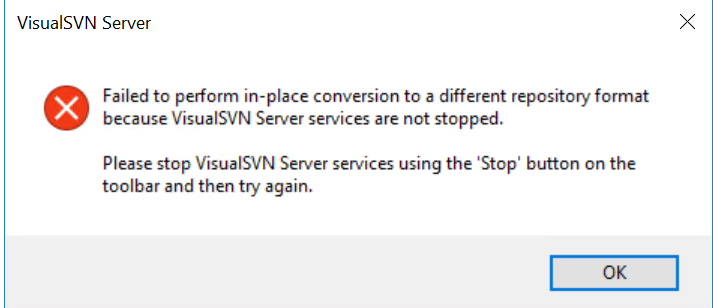 VisualSVN Server
Failed to perform in-place conversion to a different repository format
because VisualSVN Server services are not stopped.
Please stop VisualSVN Server services using the 'Stop' button on the
toolbar and then try again.
OK